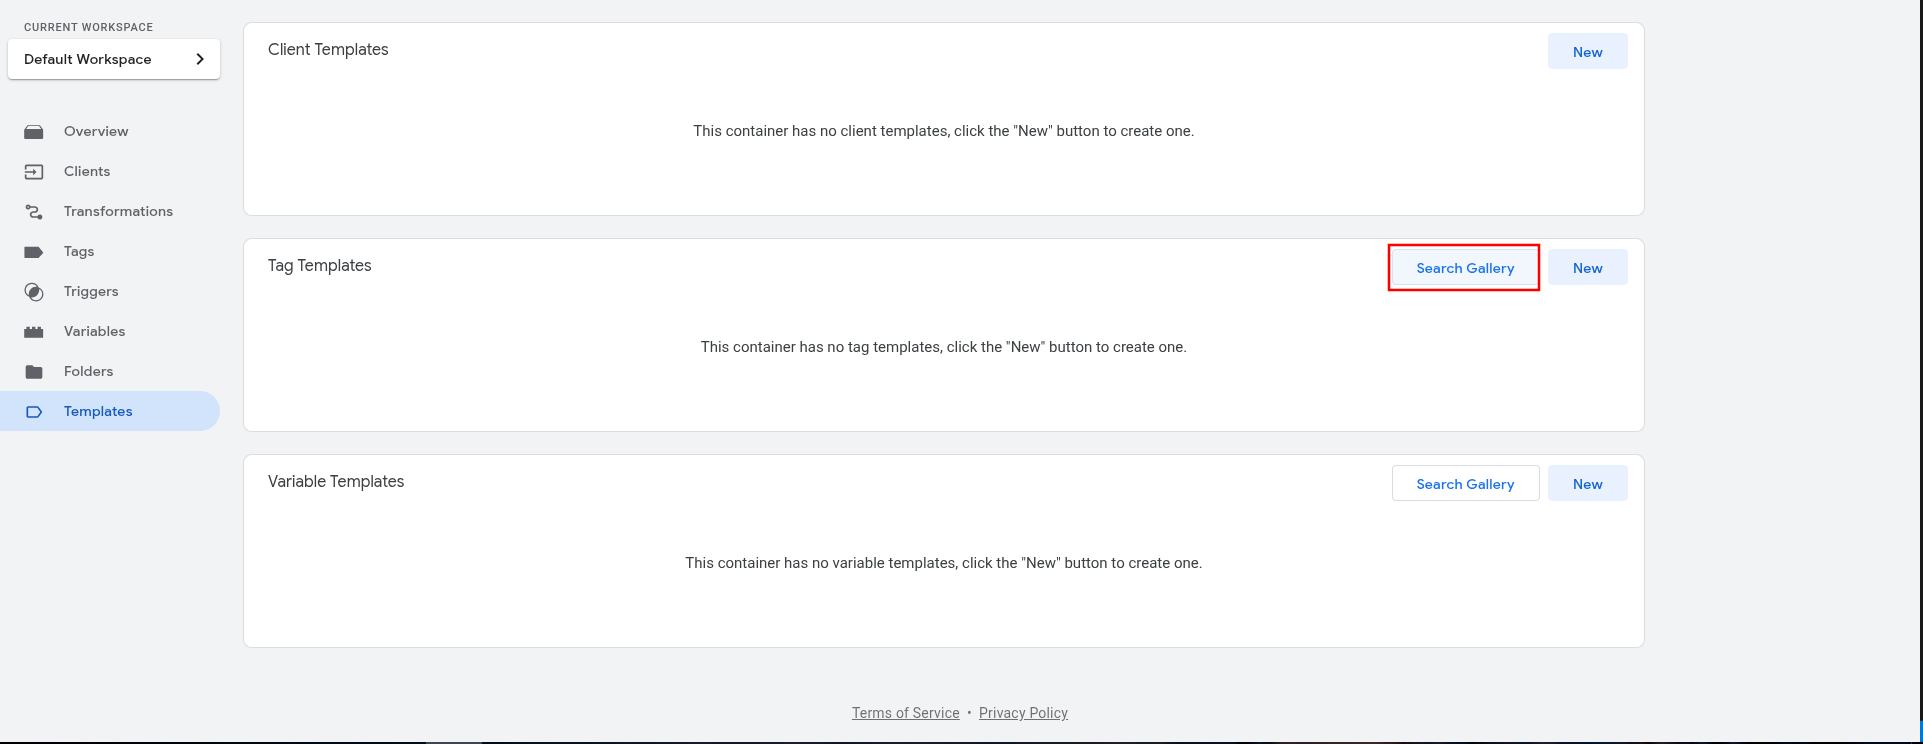 CURRENT WORKSPACE
Default Workspace
Overview
Clients
Transformations
Tags
Triggers
Variables
Folders
Templates
Client Templates
New
This container has no client templates, click the "New" button to create one.
Tag Templates
Search Gallery
New
This container has no tag templates, click the "New" button to create one.
Variable Templates
Search Gallery
New
This container has no variable templates, click the "New" button to create one.
Terms of Service • Privacy Policy